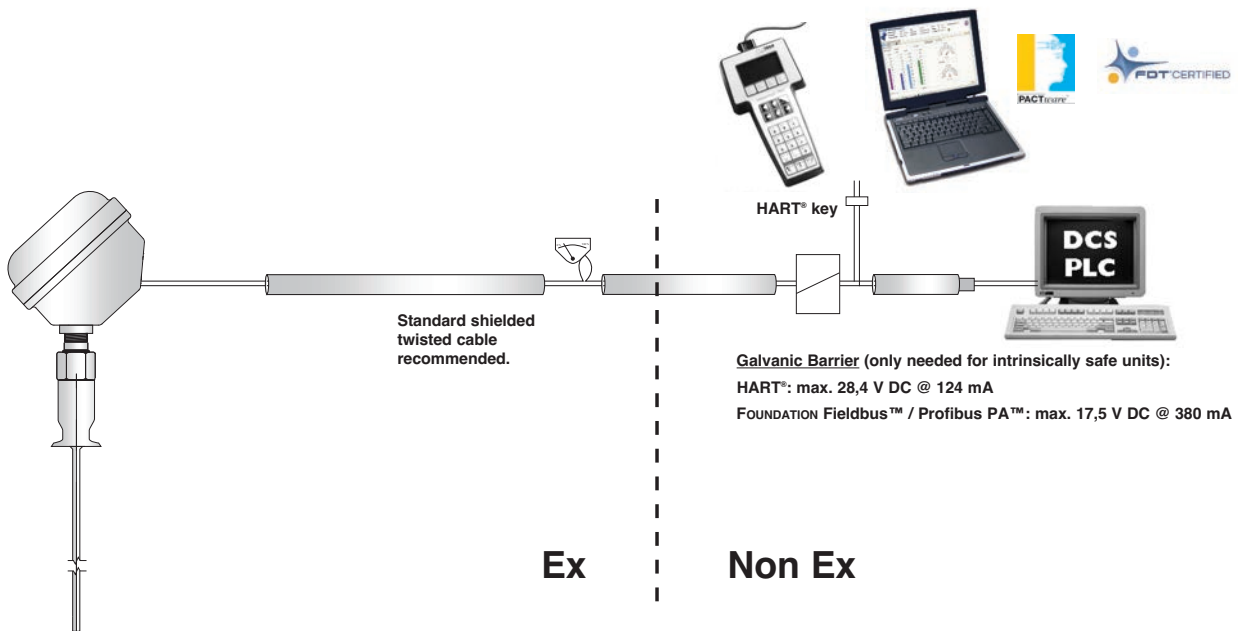 PACTware™
FDT CERTIFIED
HART® key
DCS
PLC
Standard shielded
twisted cable
recommended.
Galvanic Barrier (only needed for intrinsically safe units):
HART®: max. 28,4 V DC @ 124 mA
FOUNDATION Fieldbus™ / Profibus PA™: max. 17,5 V DC @ 380 mA
Ex
Non Ex